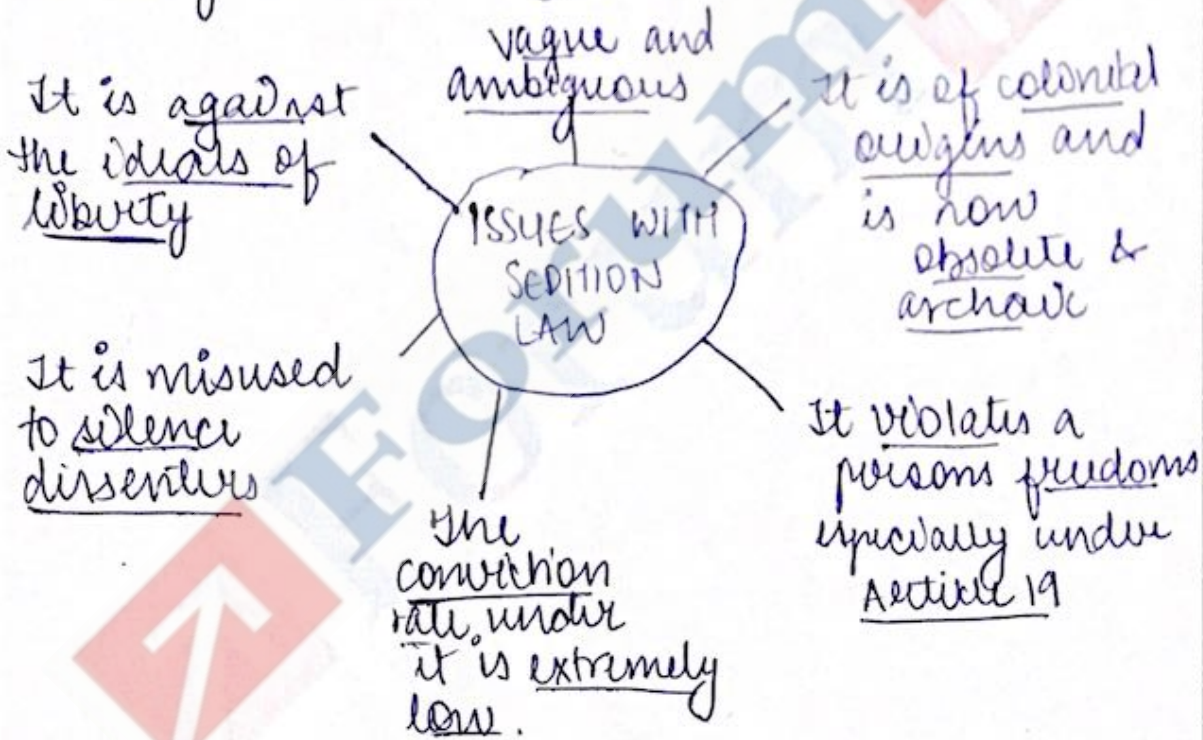 vague and
ambiguous
It is against
the ideals of
liberty
It is of colonial
origins and
is now
obsolete &
archaic
ISSUES WITH
SEDITION
LAW
It is misused
to silence
dissenters
It violates a
persons freedoms
especially under
Article 19
The
conviction
rate under
it is extremely
low.
Forum